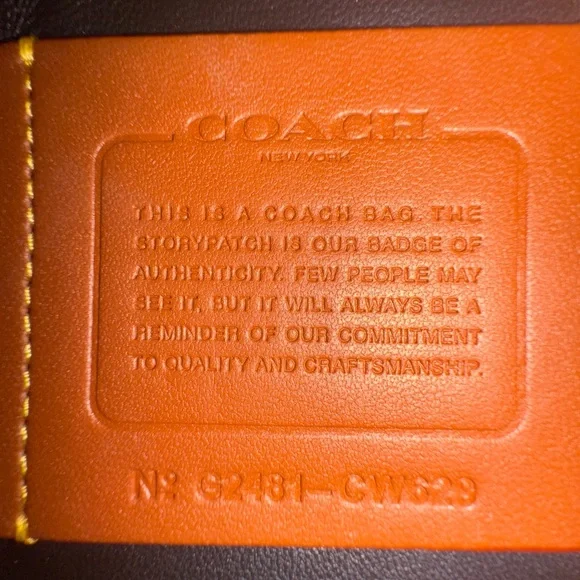 COACH
NEW YORK
THIS IS A COACH BAG. THE
STORYPATCH IS OUR BADGE OF
AUTHENTICITY. FEW PEOPLE MAY
SEE IT, BUT IT WILL ALWAYS BE A
REMINDER OF OUR COMMITMENT
TO QUALITY AND CRAFTSMANSHIP.
Nº G2481-CW629